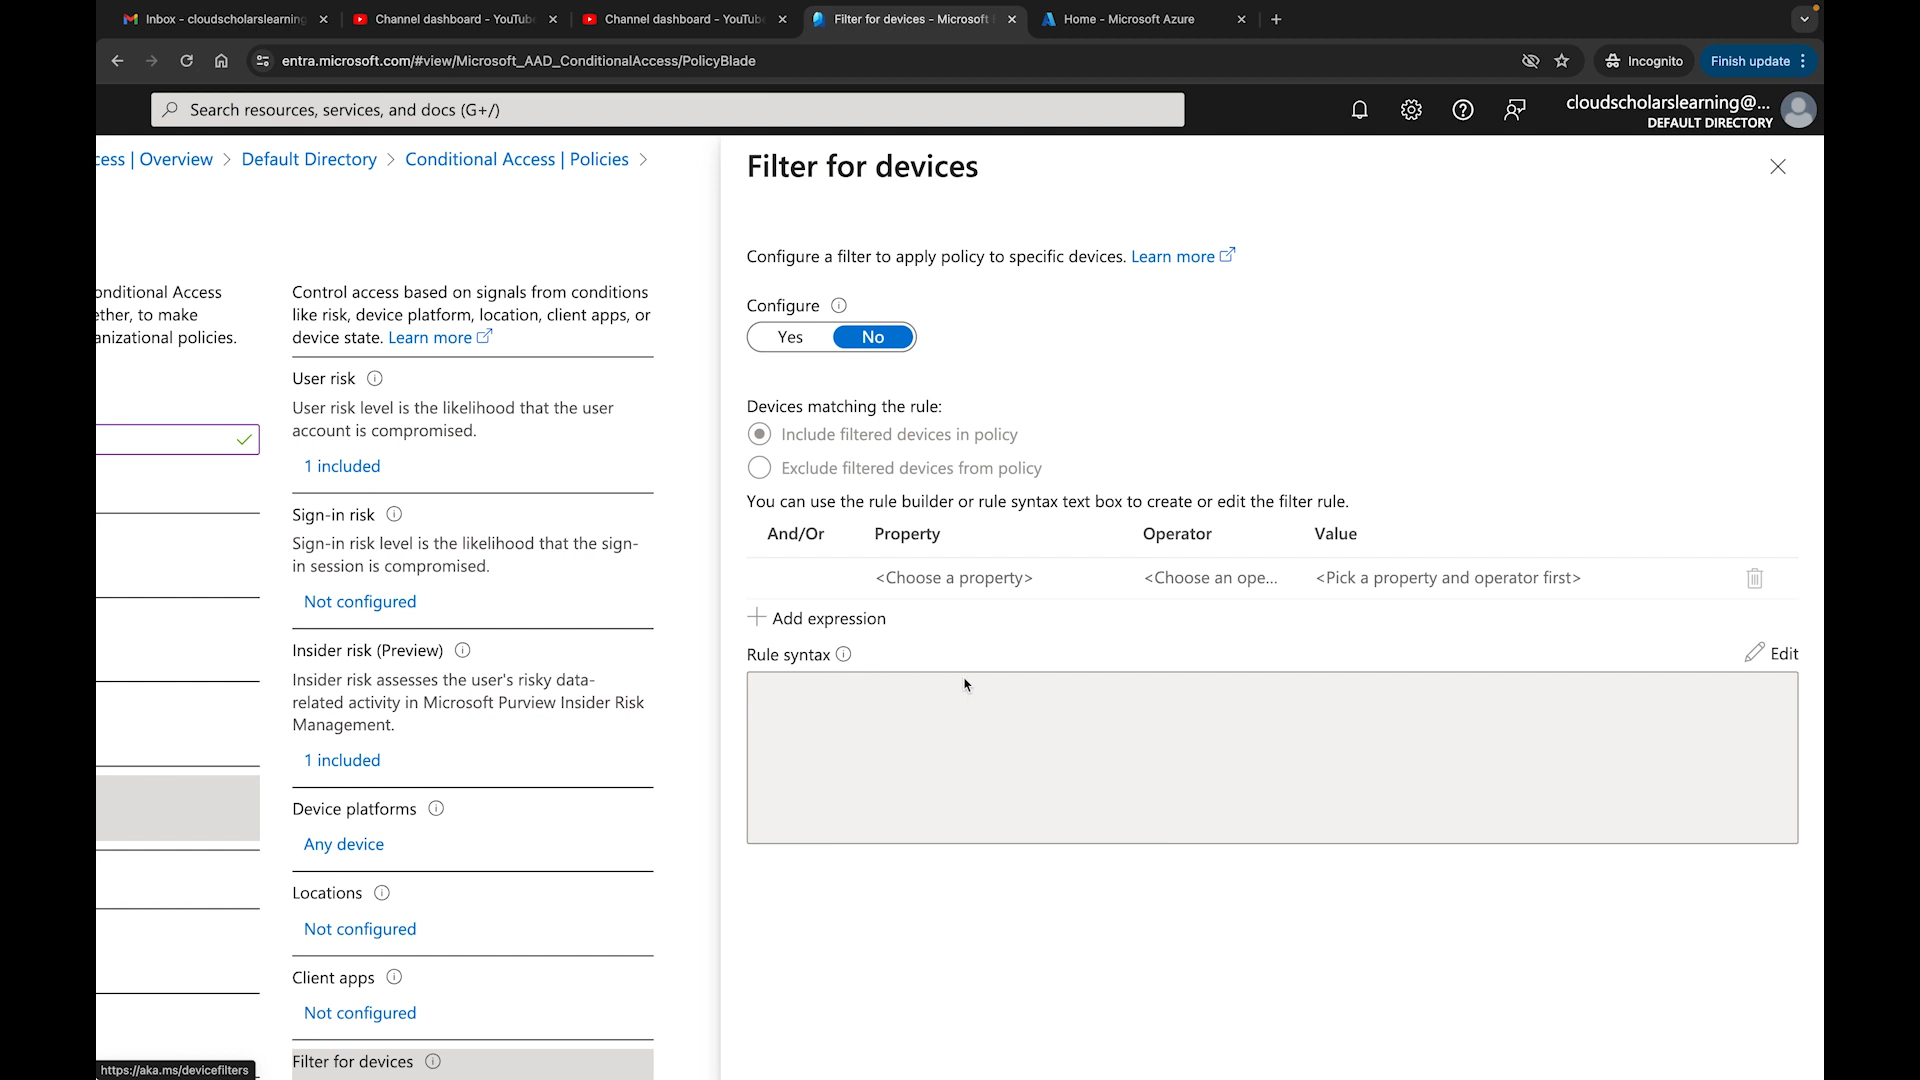 Inbox - cloudscholarslearning
Channel dashboard - YouTube
Channel dashboard - YouTube
Filter for devices - Microsoft
Home - Microsoft Azure
entra.microsoft.com/#view/Microsoft_AAD_ConditionalAccess/PolicyBlade
Incognito
Finish update
Search resources, services, and docs (G+/)
cloudscholarslearning@...
DEFAULT DIRECTORY
cess | Overview > Default Directory > Conditional Access | Policies >
onditional Access
ether, to make
anizational policies.
Control access based on signals from conditions
like risk, device platform, location, client apps, or
device state. Learn more
User risk
User risk level is the likelihood that the user
account is compromised.
1 included
Sign-in risk
Sign-in risk level is the likelihood that the sign-
in session is compromised.
Not configured
Insider risk (Preview)
Insider risk assesses the user's risky data-
related activity in Microsoft Purview Insider Risk
Management.
1 included
Device platforms
Any device
Locations
Not configured
Client apps
Not configured
Filter for devices
https://aka.ms/devicefilters
Filter for devices
Configure a filter to apply policy to specific devices. Learn more
Configure
Yes No
Devices matching the rule:
Include filtered devices in policy
Exclude filtered devices from policy
You can use the rule builder or rule syntax text box to create or edit the filter rule.
And/Or Property Operator Value
<Choose a property> <Choose an ope... <Pick a property and operator first>
Add expression
Rule syntax
Edit